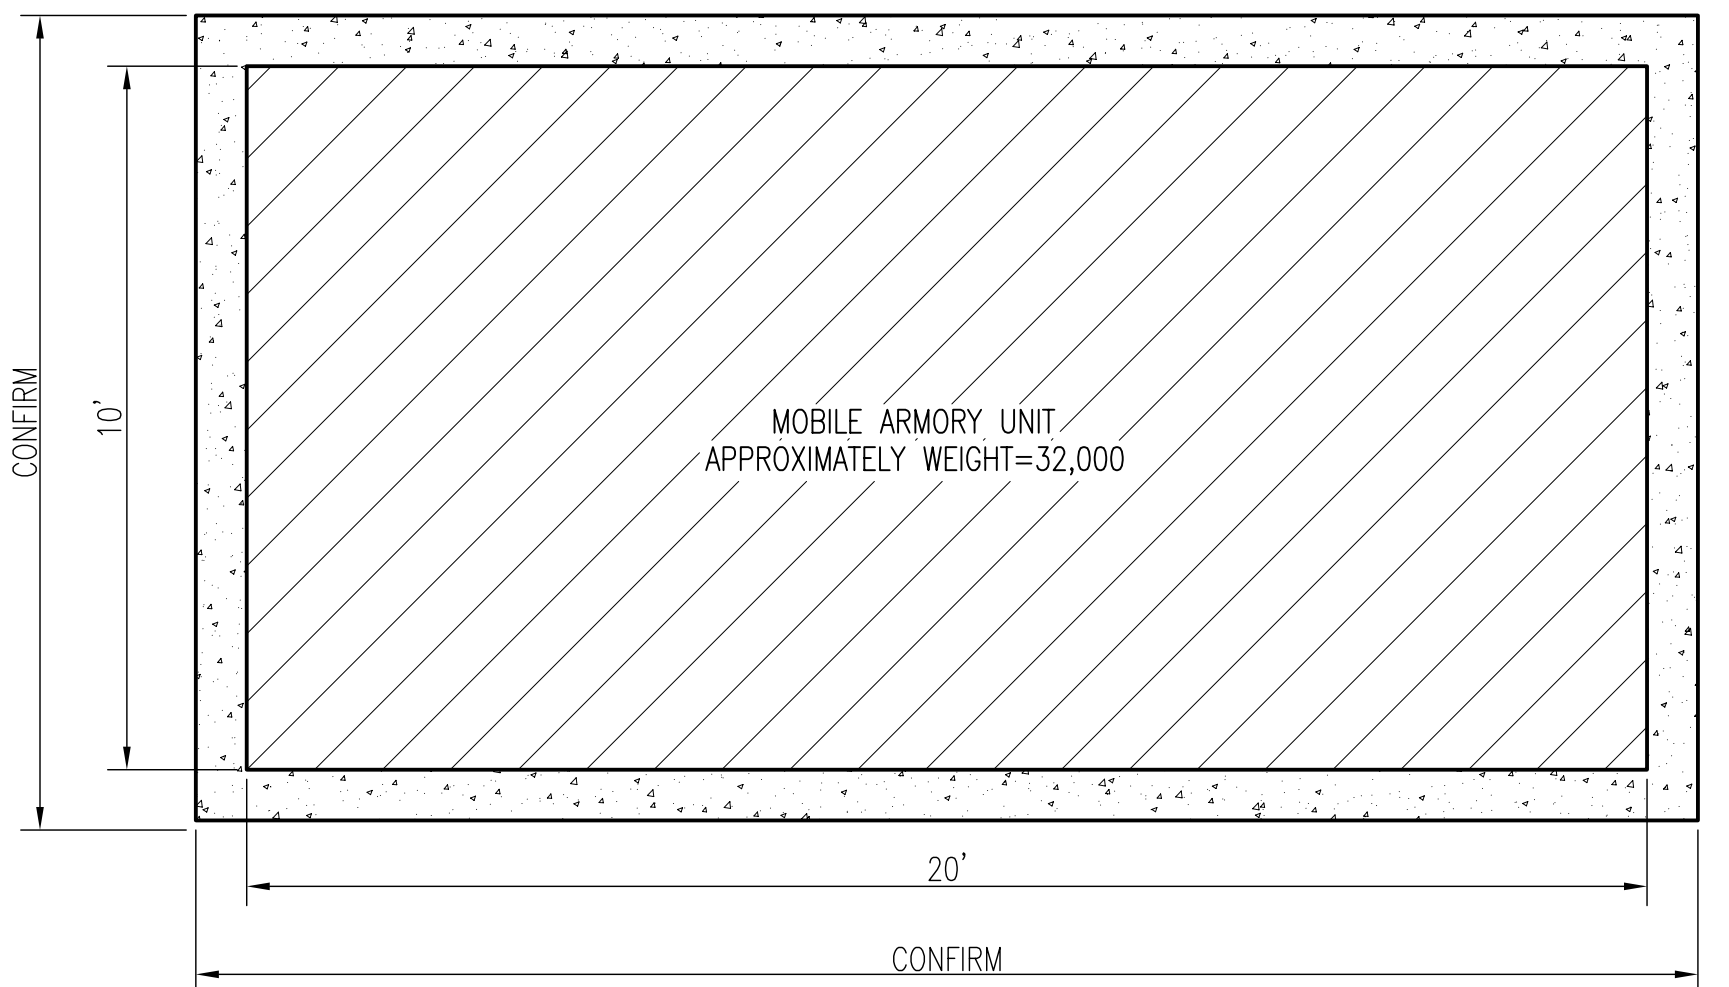 CONFIRM
10'
MOBILE ARMORY UNIT
APPROXIMATELY WEIGHT=32,000
20'
CONFIRM